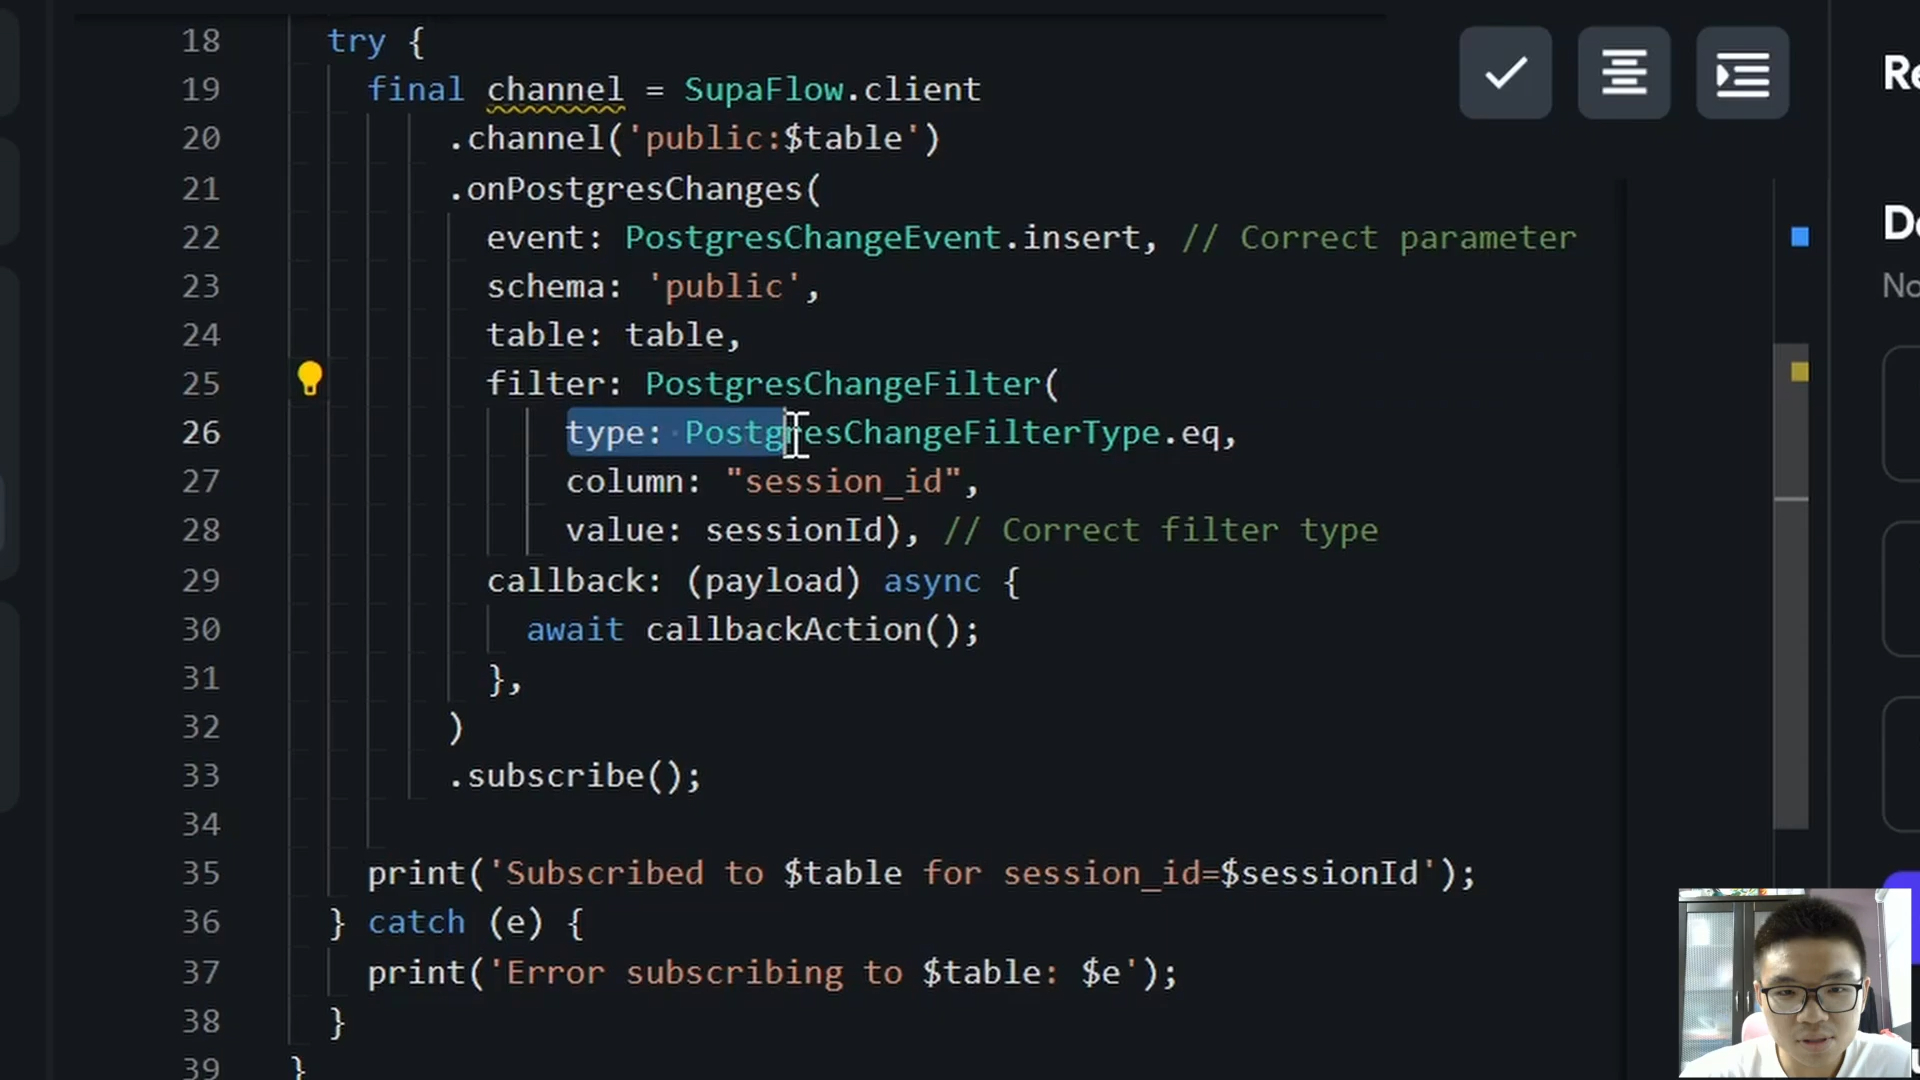 18 try {
19 final channel = SupaFlow.client
20 .channel('public:$table')
21 .onPostgresChanges(
22 event: PostgresChangeEvent.insert, // Correct parameter
23 schema: 'public',
24 table: table,
25 filter: PostgresChangeFilter(
26 type: PostgresChangeFilterType.eq,
27 column: "session_id",
28 value: sessionId), // Correct filter type
29 callback: (payload) async {
30 await callbackAction();
31 },
32 )
33 .subscribe();
34
35 print('Subscribed to $table for session_id=$sessionId');
36 } catch (e) {
37 print('Error subscribing to $table: $e');
38 }
39 }